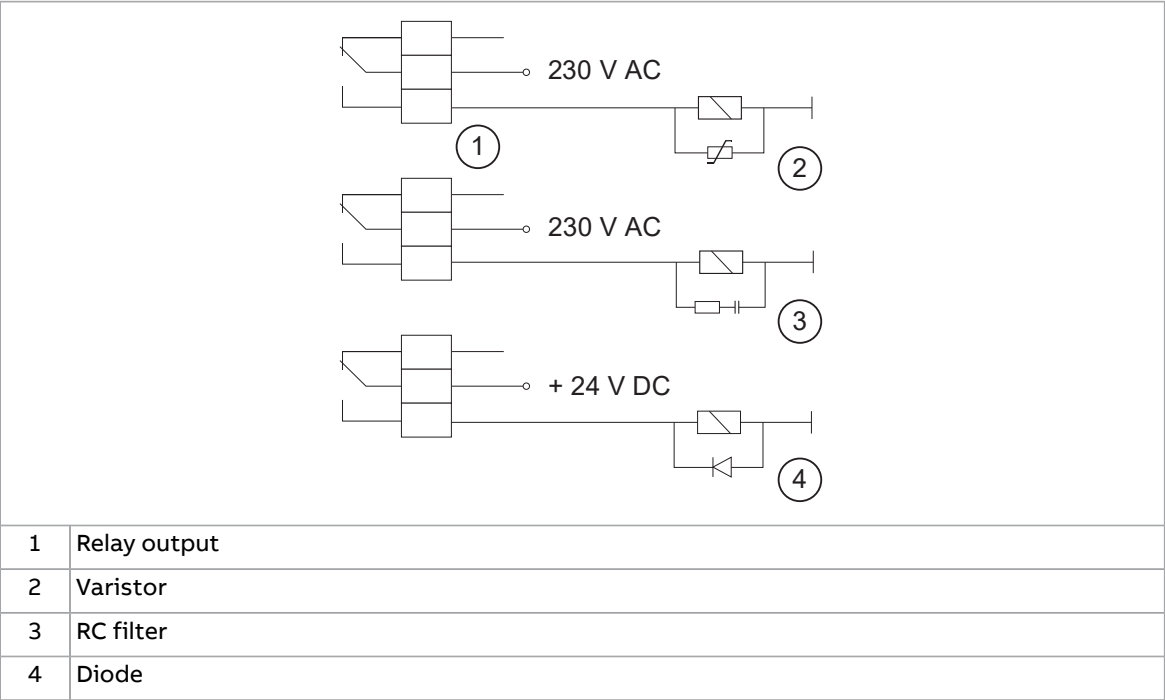 230 V AC
1
2
230 V AC
3
+ 24 V DC
4
1 Relay output
2 Varistor
3 RC filter
4 Diode